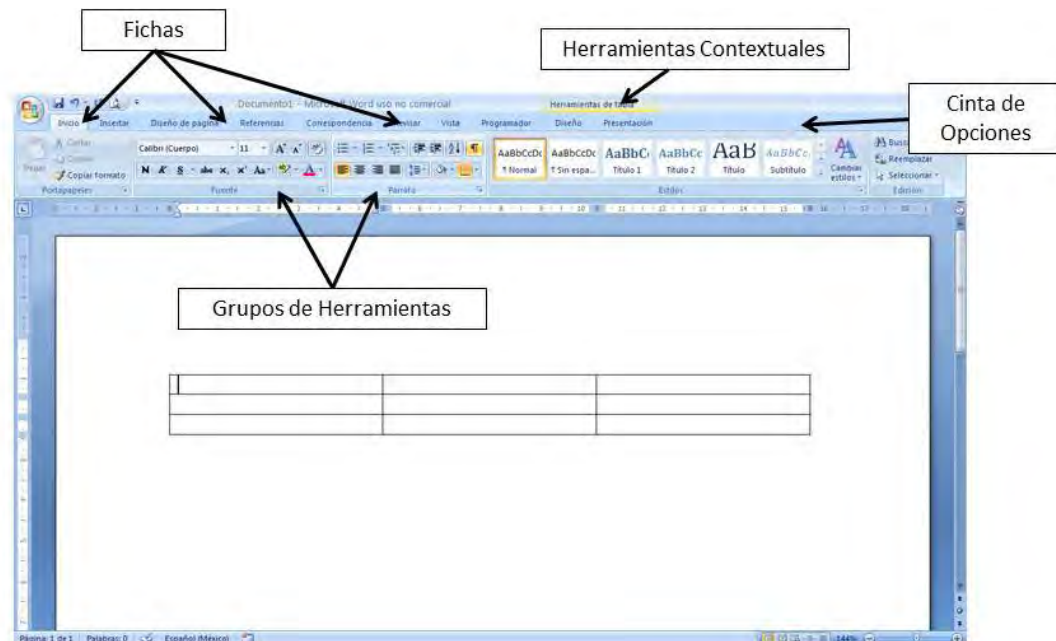 Fichas
Herramientas Contextuales
Cinta de
Opciones
Documento1 - Microsoft Word uso no comercial
Herramientas de tabla
Inicio Insertar Diseño de página Referencias Correspondencia Revisar Vista Programador Diseño Presentación
Cortar
Copiar
Copiar formato
Portapapeles
Calibri (Cuerpo) 11
N K S abc x, x² Aa A
Fuente
Párrafo
AaBbCcDc AaBbCcDc AaBbC AaBbCc AaB AaBbCc
¶ Normal ¶ Sin espa... Título 1 Título 2 Título Subtítulo
Cambiar
estilos
Estilos
Reemplazar
Seleccionar
Edición
Grupos de Herramientas
Página: 1 de 1 Palabras: 0 Español (México) 144%